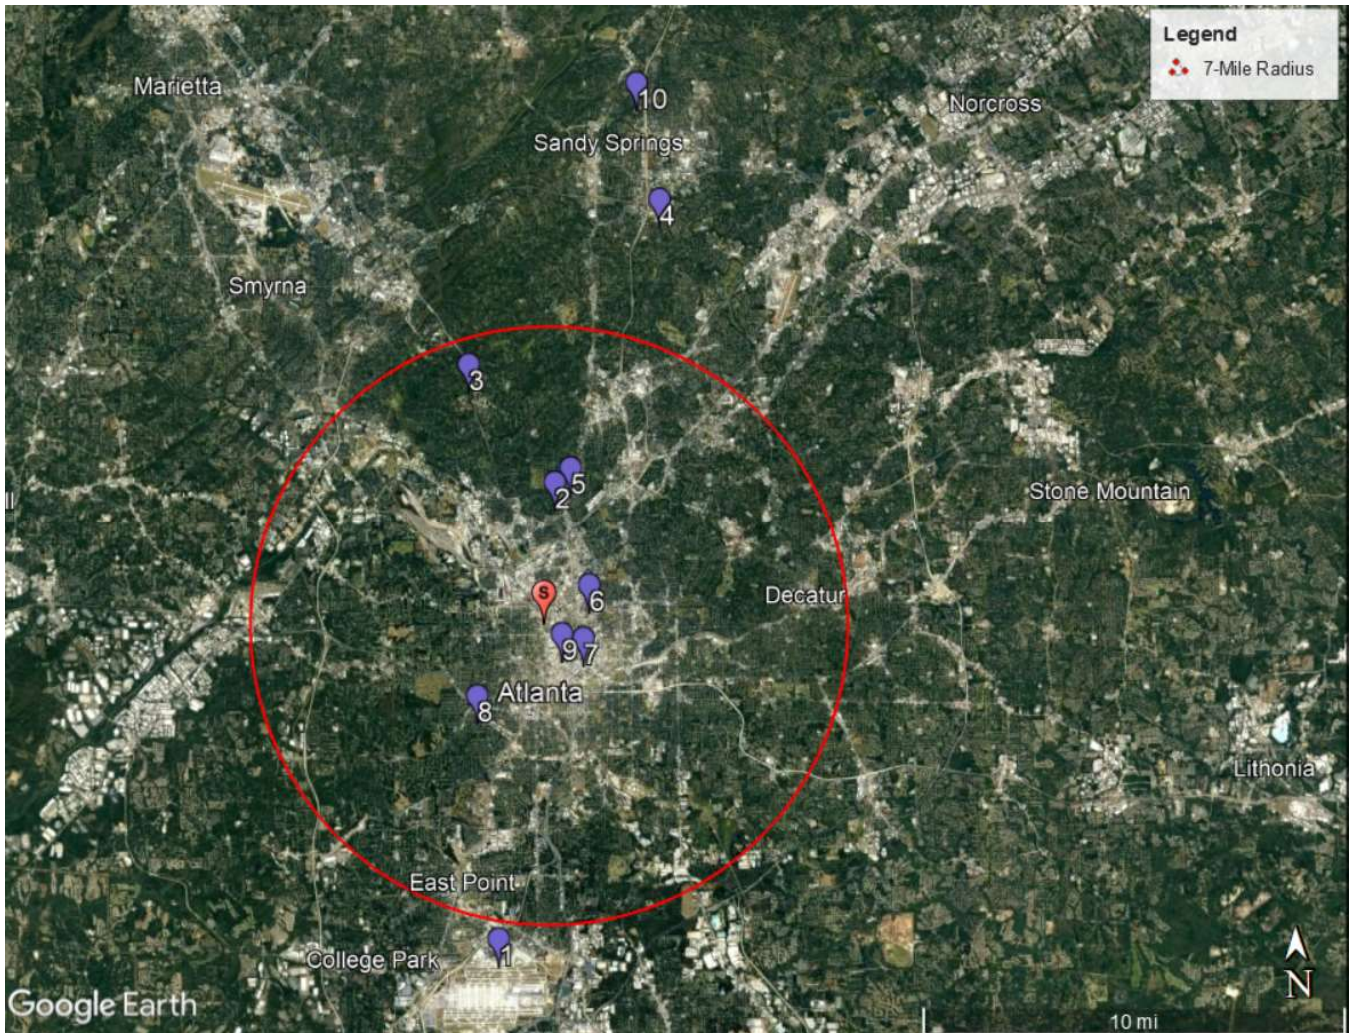 Legend
7-Mile Radius
Marietta
10
Norcross
Sandy Springs
4
Smyrna
3
5
2
Stone Mountain
ll
S
6
Decatur
9
7
Atlanta
8
Lithonia
East Point
1
College Park
N
Google Earth
10 mi